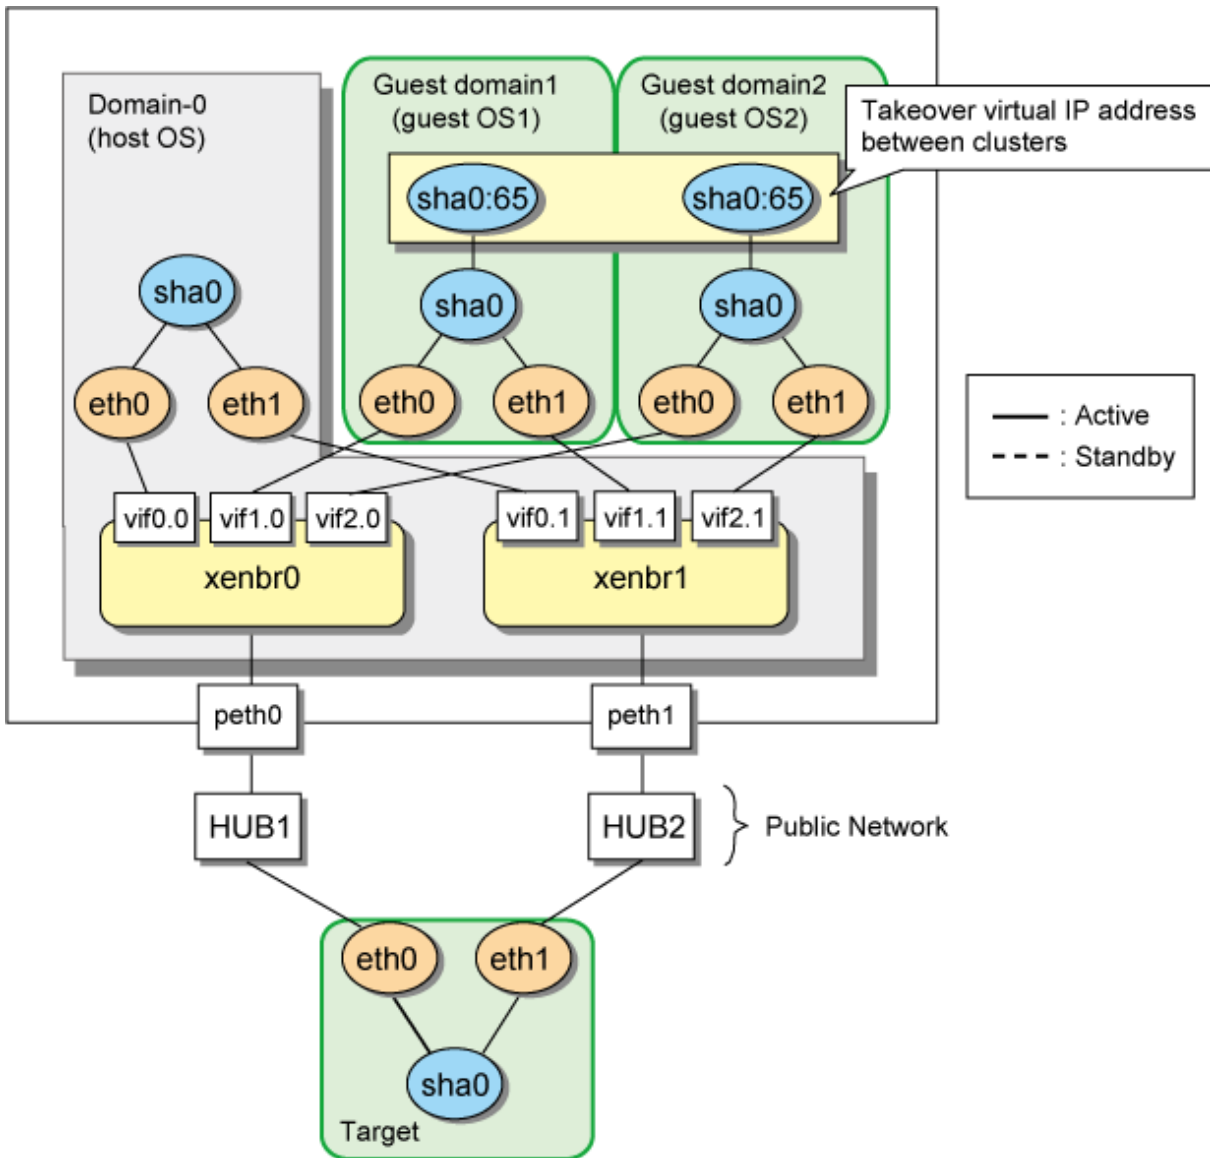 Domain-0
(host OS)
Guest domain1
(guest OS1)
Guest domain2
(guest OS2)
Takeover virtual IP address
between clusters
sha0:65
sha0:65
sha0
sha0
sha0
eth0
eth1
eth0
eth1
eth0
eth1
: Active
: Standby
vif0.0
vif1.0
vif2.0
vif0.1
vif1.1
vif2.1
xenbr0
xenbr1
peth0
peth1
HUB1
HUB2
Public Network
eth0
eth1
sha0
Target